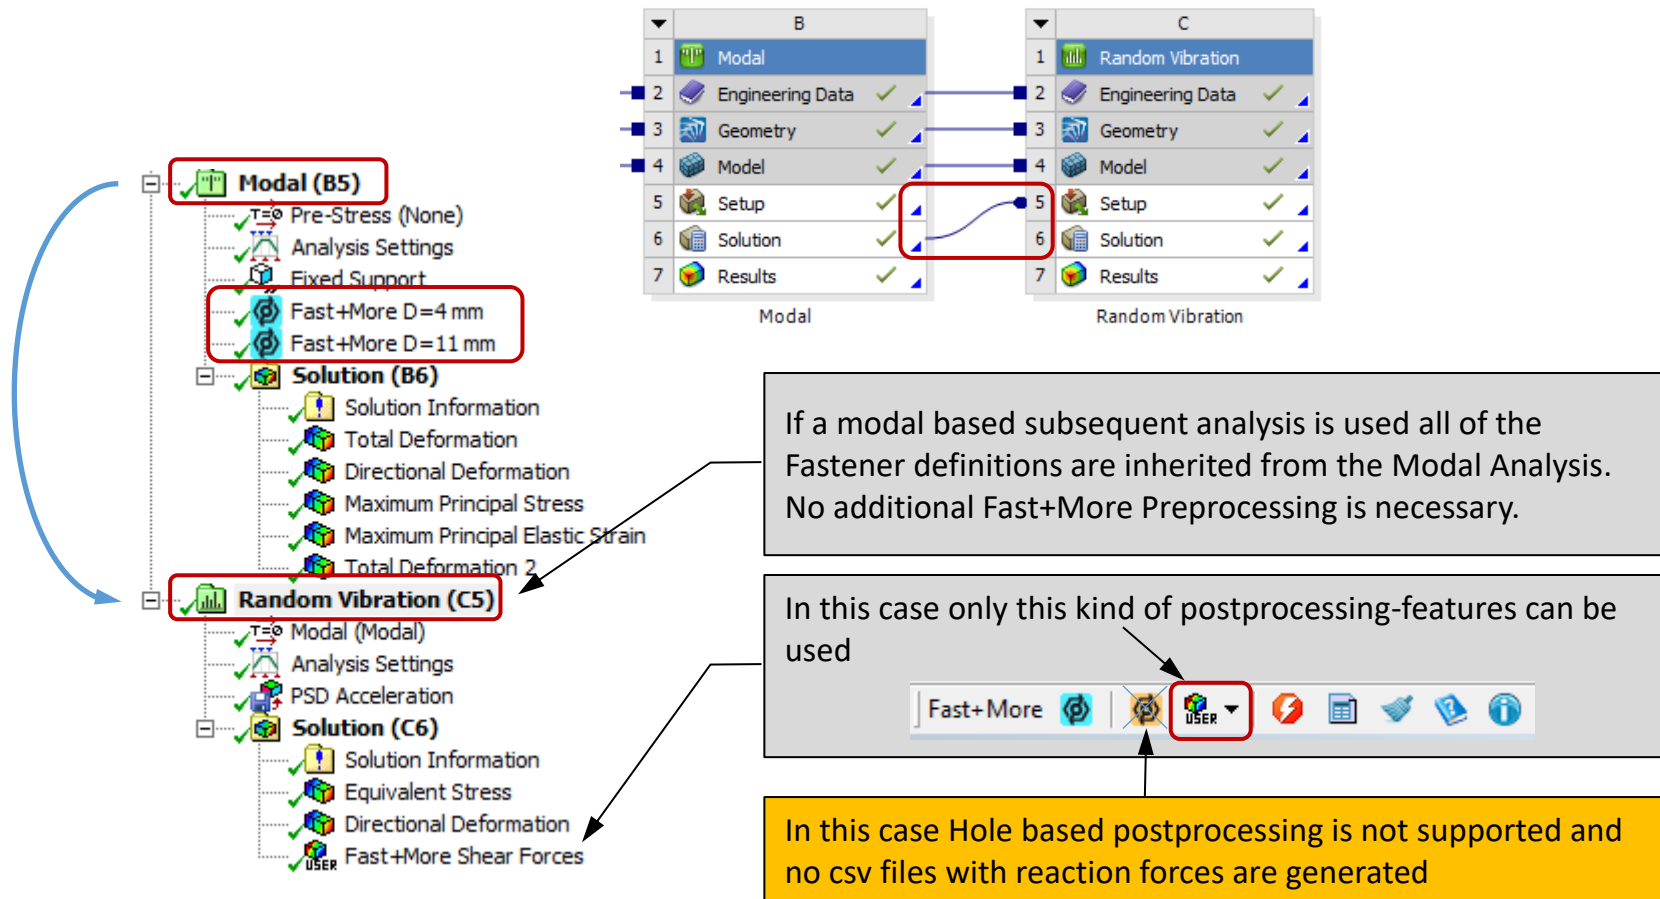 B
1 Modal
2 Engineering Data
3 Geometry
4 Model
5 Setup
6 Solution
7 Results
Modal
C
1 Random Vibration
2 Engineering Data
3 Geometry
4 Model
5 Setup
6 Solution
7 Results
Random Vibration
Modal (B5)
T=0 Pre-Stress (None)
Analysis Settings
Fixed Support
Fast+More D=4 mm
Fast+More D=11 mm
Solution (B6)
Solution Information
Total Deformation
Directional Deformation
Maximum Principal Stress
Maximum Principal Elastic Strain
Total Deformation 2
Random Vibration (C5)
T=0 Modal (Modal)
Analysis Settings
PSD Acceleration
Solution (C6)
Solution Information
Equivalent Stress
Directional Deformation
USER Fast+More Shear Forces
If a modal based subsequent analysis is used all of the
Fastener definitions are inherited from the Modal Analysis.
No additional Fast+More Preprocessing is necessary.
In this case only this kind of postprocessing-features can be
used
Fast+More USER
In this case Hole based postprocessing is not supported and
no csv files with reaction forces are generated